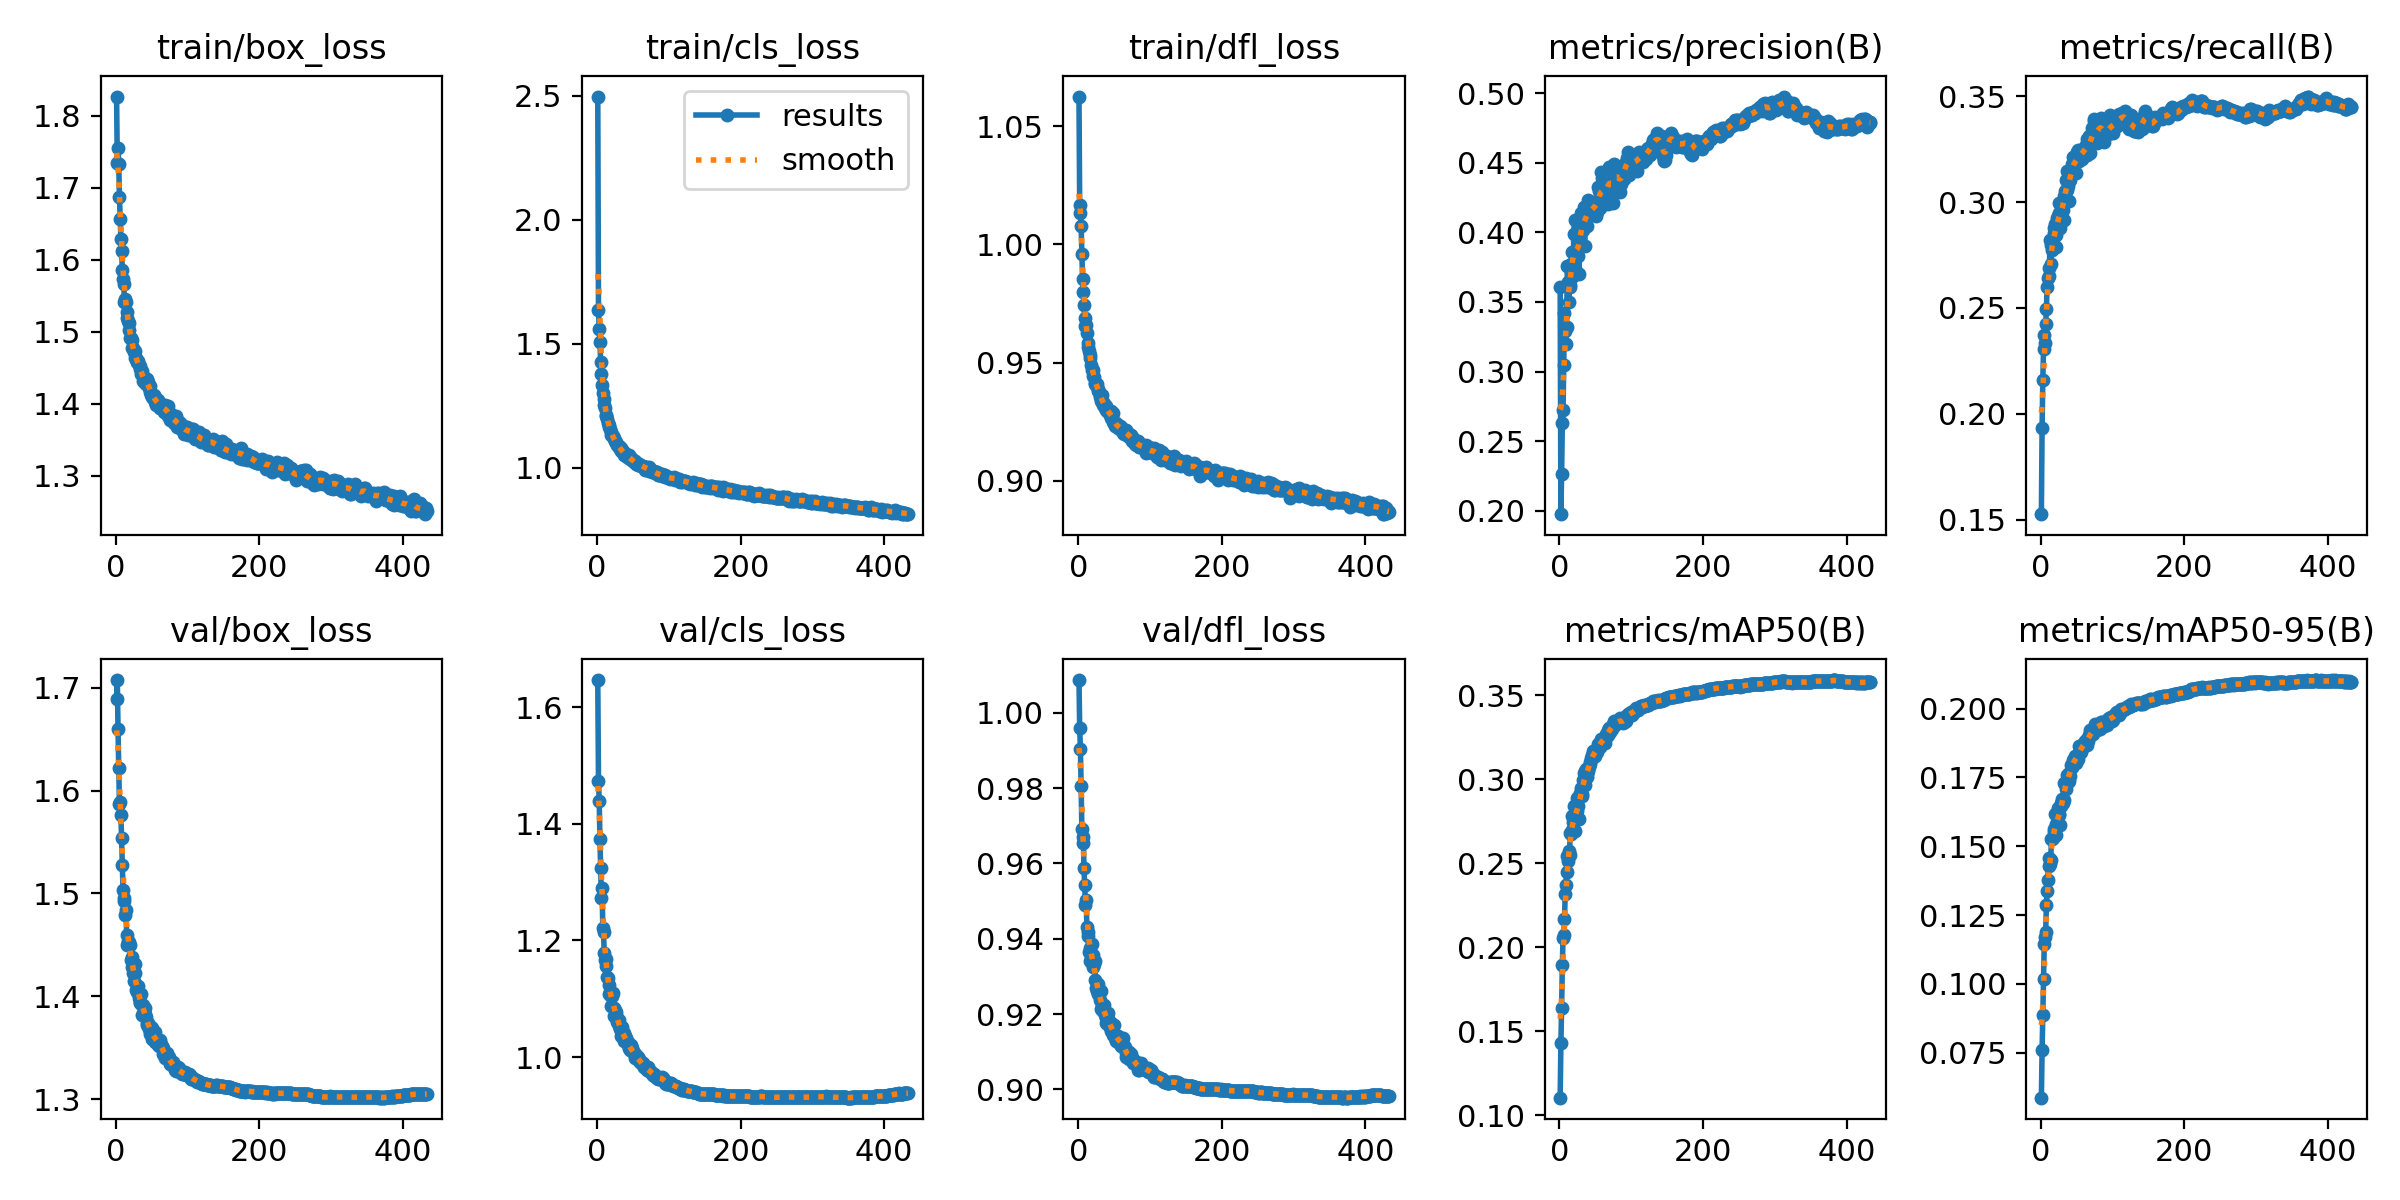 train/box_loss
1.8
1.7
1.6
1.5
1.4
1.3
0 200 400
train/cls_loss
2.5
2.0
1.5
1.0
results
smooth
0 200 400
train/dfl_loss
1.05
1.00
0.95
0.90
0 200 400
metrics/precision(B)
0.50
0.45
0.40
0.35
0.30
0.25
0.20
0 200 400
metrics/recall(B)
0.35
0.30
0.25
0.20
0.15
0 200 400
val/box_loss
1.7
1.6
1.5
1.4
1.3
0 200 400
val/cls_loss
1.6
1.4
1.2
1.0
0 200 400
val/dfl_loss
1.00
0.98
0.96
0.94
0.92
0.90
0 200 400
metrics/mAP50(B)
0.35
0.30
0.25
0.20
0.15
0.10
0 200 400
metrics/mAP50-95(B)
0.200
0.175
0.150
0.125
0.100
0.075
0 200 400